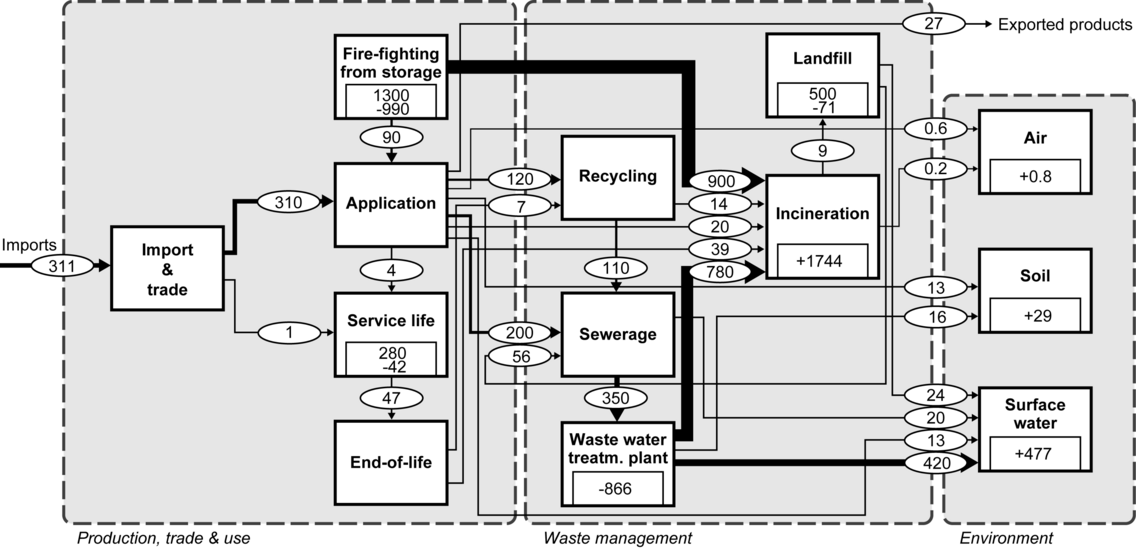 27
Exported products
Fire-fighting
from storage
1300
-990
Landfill
500
-71
90
0.6
Air
+0.8
9
120
Recycling
900
0.2
310
Application
7
14
Incineration
20
+1744
Imports
311
Import
&
trade
39
4
110
780
Soil
+29
13
16
1
Service life
280
-42
200
Sewerage
56
47
350
24
Surface
water
+477
20
13
420
End-of-life
Waste water
treatm. plant
-866
Production, trade & use
Waste management
Environment